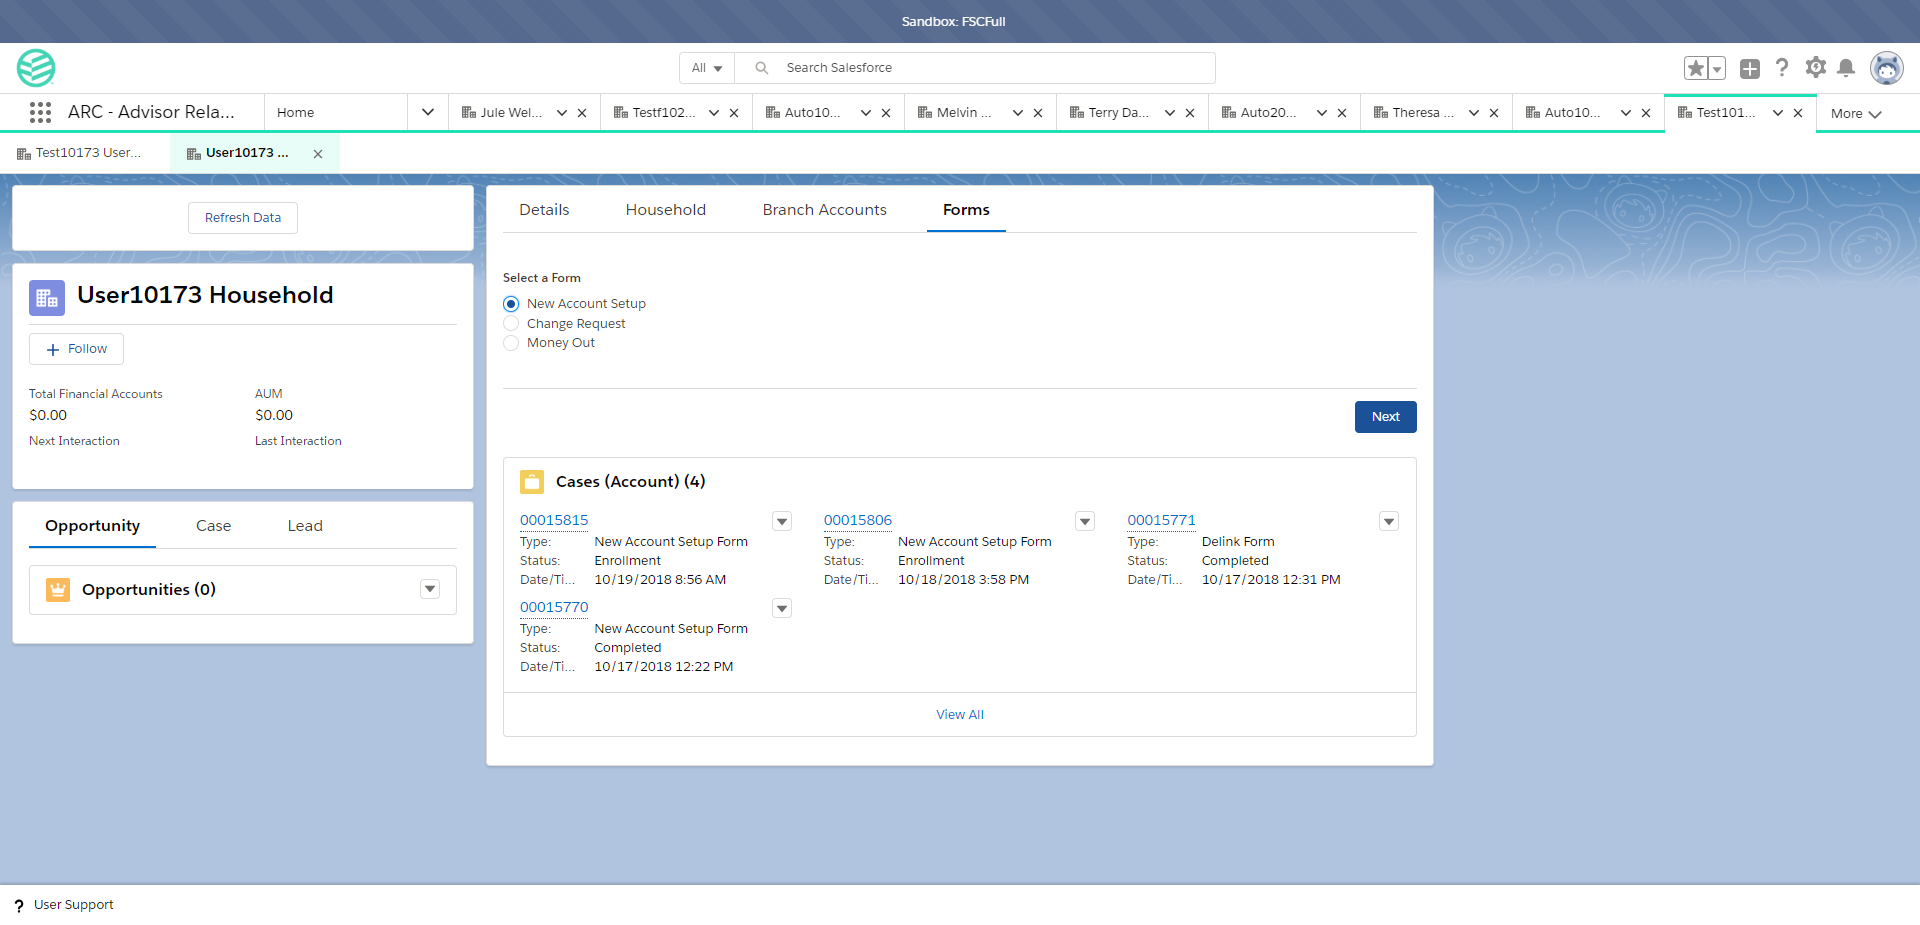 Sandbox: FSCFull
All
Search Salesforce
ARC - Advisor Rela...
Home
Jule Wel...
Testf102...
Auto10...
Melvin ...
Terry Da...
Auto20...
Theresa ...
Auto10...
Test101...
More
Test10173 User...
User10173 ...
Refresh Data
User10173 Household
Follow
Total Financial Accounts
AUM
$0.00
$0.00
Next Interaction
Last Interaction
Opportunity
Case
Lead
Opportunities (0)
Details
Household
Branch Accounts
Forms
Select a Form
New Account Setup
Change Request
Money Out
Next
Cases (Account) (4)
00015815
Type: New Account Setup Form
Status: Enrollment
Date/Ti... 10/19/2018 8:56 AM
00015806
Type: New Account Setup Form
Status: Enrollment
Date/Ti... 10/18/2018 3:58 PM
00015771
Type: Delink Form
Status: Completed
Date/Ti... 10/17/2018 12:31 PM
00015770
Type: New Account Setup Form
Status: Completed
Date/Ti... 10/17/2018 12:22 PM
View All
? User Support